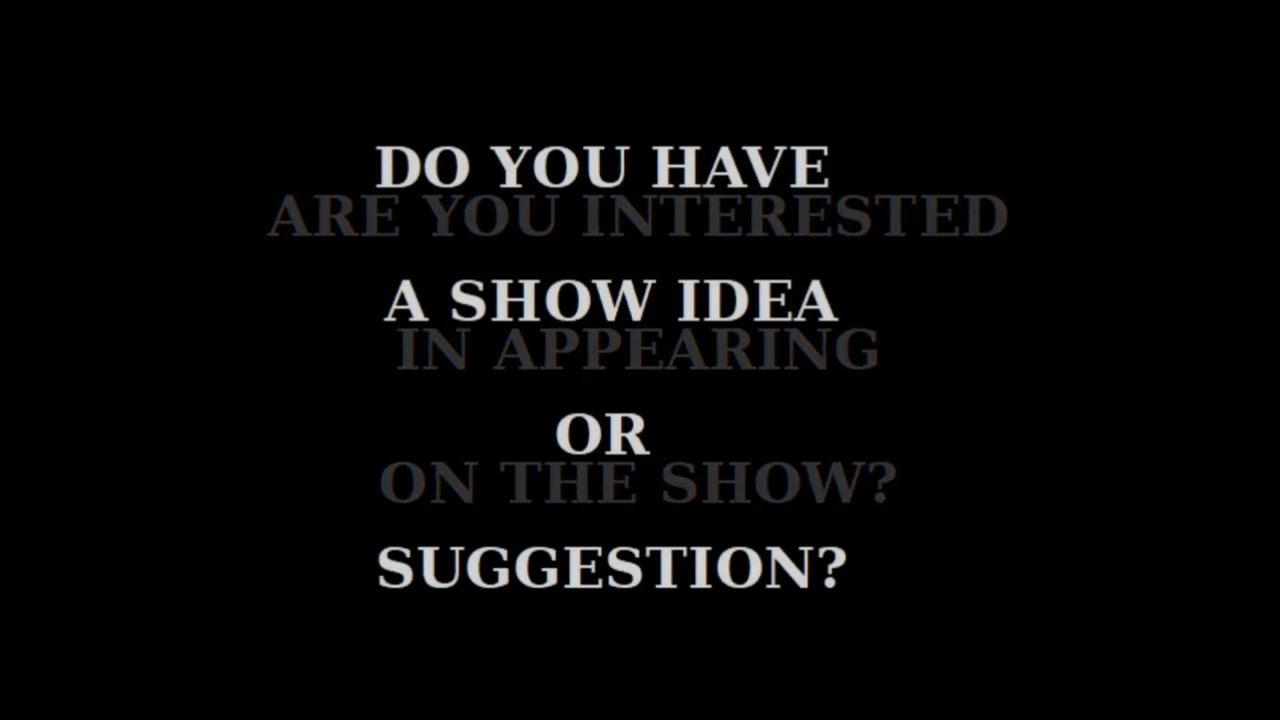 DO YOU HAVE
ARE YOU INTERESTED
A SHOW IDEA
IN APPEARING
OR
ON THE SHOW?
SUGGESTION?